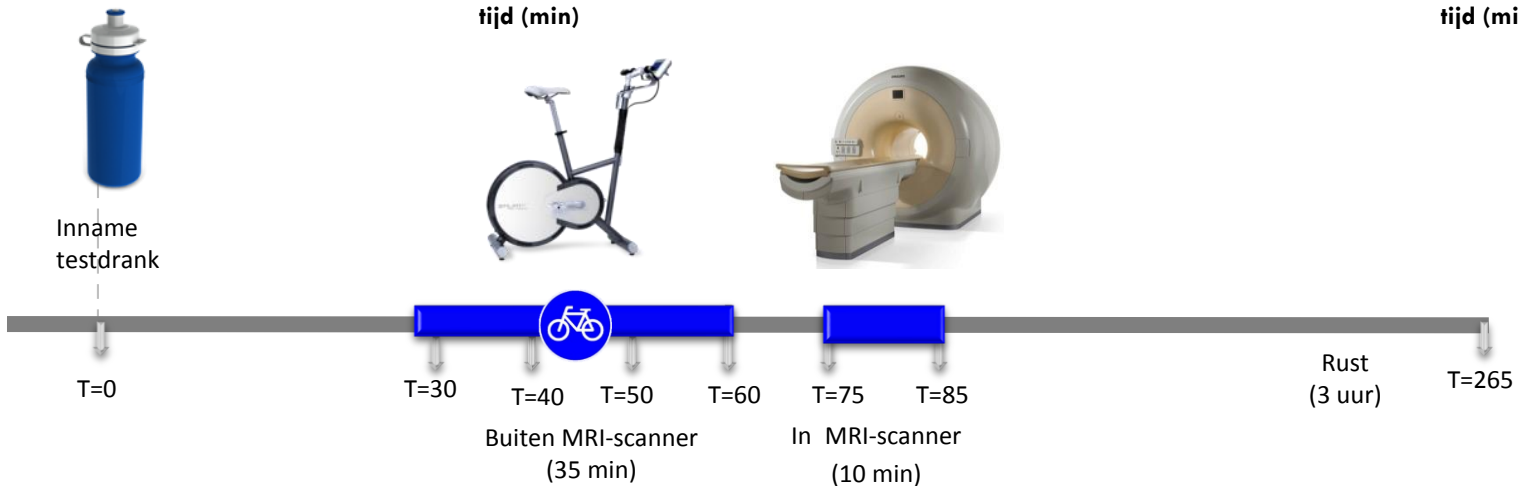 tijd (min)
tijd (mi
Inname
testdrank
T=0
T=30
T=40
T=50
T=60
T=75
T=85
T=265
Rust
(3 uur)
Buiten MRI-scanner
(35 min)
In MRI-scanner
(10 min)